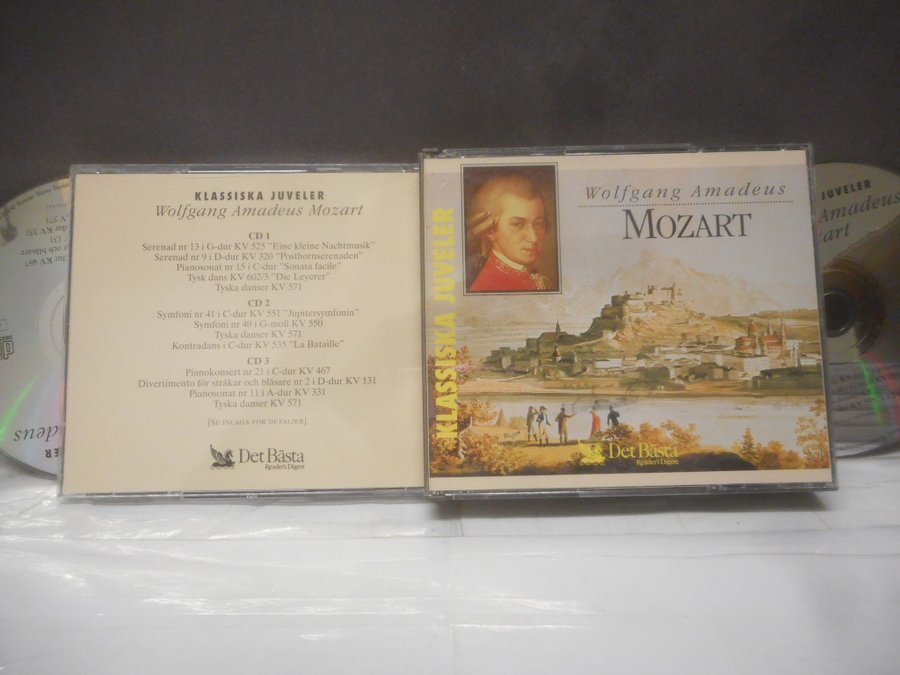 KLASSISKA JUVELER
Wolfgang Amadeus Mozart
CD 1
Serenad nr 13 i G-dur KV 525 "Eine kleine Nachtmusik"
Serenad nr 9 i D-dur KV 320 "Posthornserenaden"
Pianosonat nr 15 i C-dur "Sonata facile"
Tysk dans KV 602/3 "Die Leyerer"
Tyska danser KV 571
CD 2
Symfoni nr 41 i C-dur KV 551 "Jupitersymfonin"
Symfoni nr 40 i G-moll KV 550
Tyska danser KV 571
Kontradans i C-dur KV 535 "La Bataille"
CD 3
Pianokonsert nr 21 i C-dur KV 467
Divertimento för stråkar och blåsare nr 2 i D-dur KV 131
Pianosonat nr 11 i A-dur KV 331
Tyska danser KV 571
[SE INLAGA FÖR DETALJER]
Det Bästa
Reader's Digest
KLASSISKA JUVELER
Wolfgang Amadeus
MOZART
Det Bästa
Reader's Digest
JUVELER
Amadeus
zart